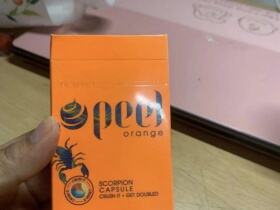 peel
orange
SCORPION
CAPSULE
CRUSH IT • GET DOUBLED